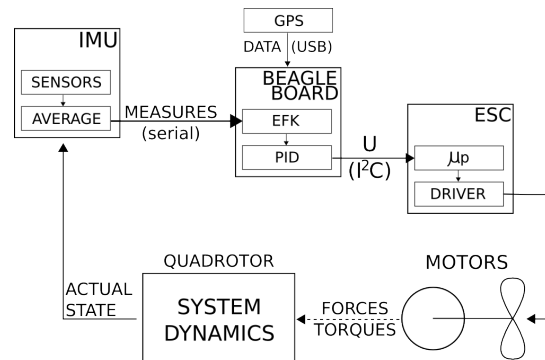 GPS
DATA (USB)
IMU
SENSORS
AVERAGE
MEASURES
(serial)
BEAGLE
BOARD
EFK
PID
U
(I²C)
ESC
μp
DRIVER
MOTORS
FORCES
TORQUES
QUADROTOR
SYSTEM
DYNAMICS
ACTUAL
STATE